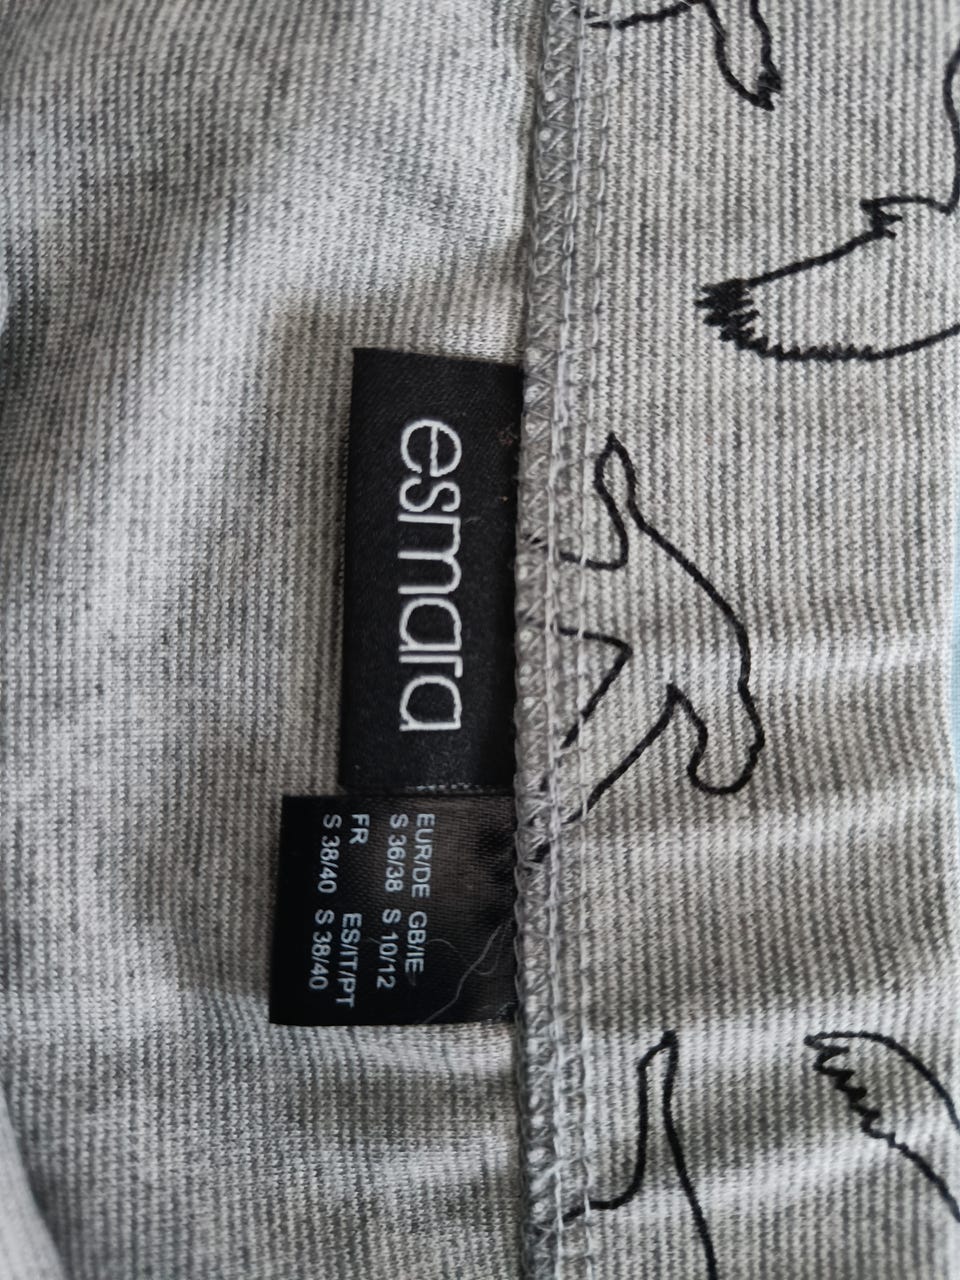 esmara
EUR/DE GB/IE
S 36/38 S 10/12
FR ES/IT/PT
S 38/40 S 38/40